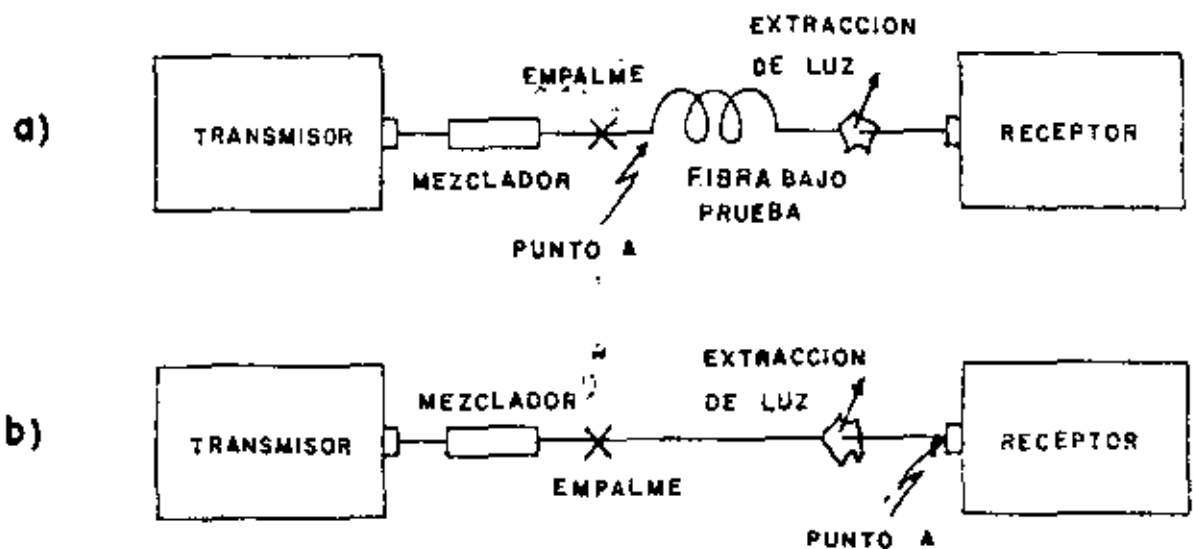 a)
TRANSMISOR
MEZCLADOR
EMPALME
PUNTO A
FIBRA BAJO
PRUEBA
EXTRACCION
DE LUZ
RECEPTOR
b)
TRANSMISOR
MEZCLADOR
EMPALME
EXTRACCION
DE LUZ
PUNTO A
RECEPTOR